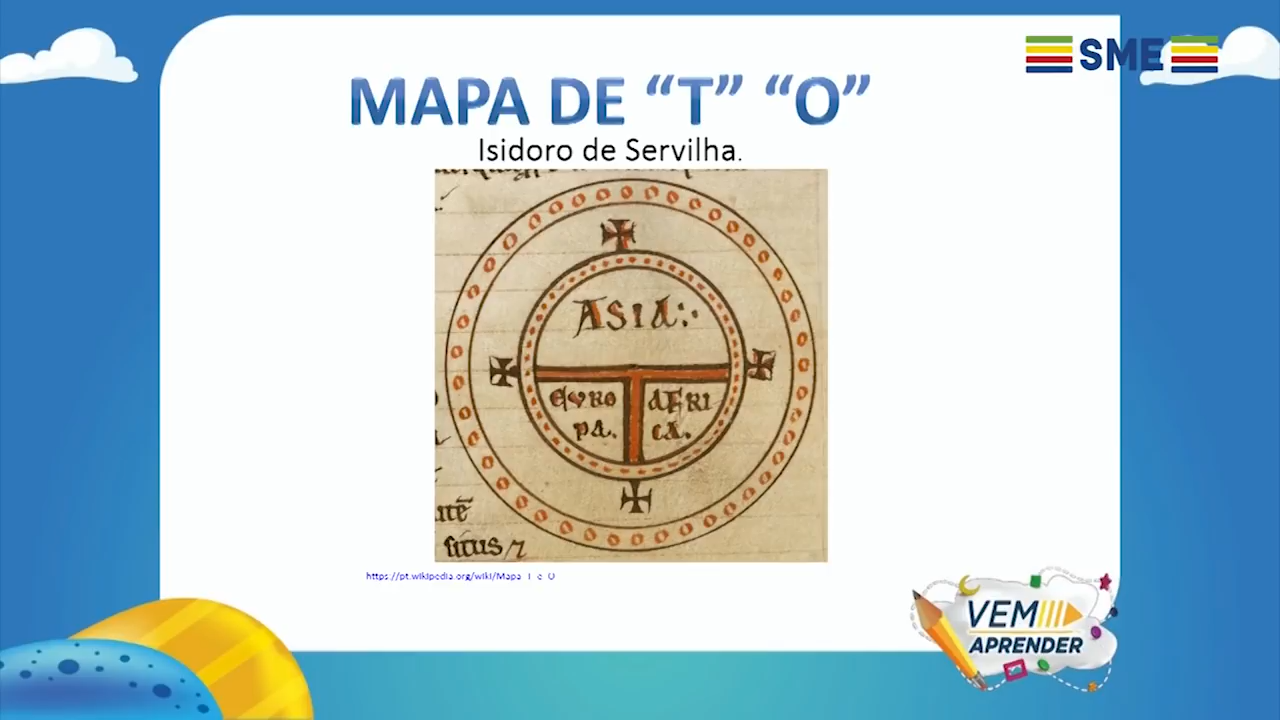 SME
MAPA DE “T” “O”
Isidoro de Servilha.
ASIA
EVRO
PA.
AFRI
CA.
situs
https://pt.wikipedia.org/wiki/Mapa_T_e_O
VEM
APRENDER